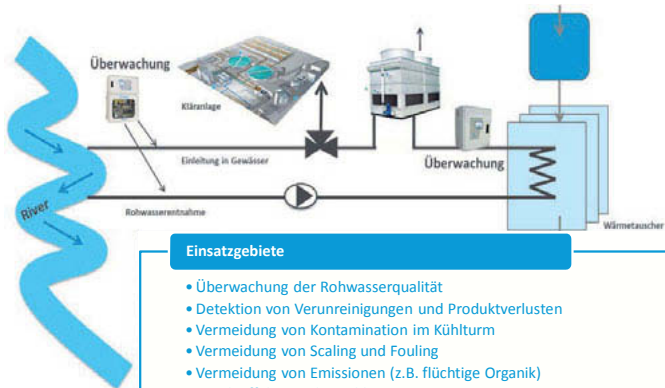 Überwachung
Kläranlage
Einleitung in Gewässer
Überwachung
River
Rohwasserentnahme
Wärmetauscher
Einsatzgebiete
• Überwachung der Rohwasserqualität
• Detektion von Verunreinigungen und Produktverlusten
• Vermeidung von Kontamination im Kühlturm
• Vermeidung von Scaling und Fouling
• Vermeidung von Emissionen (z.B. flüchtige Organik)